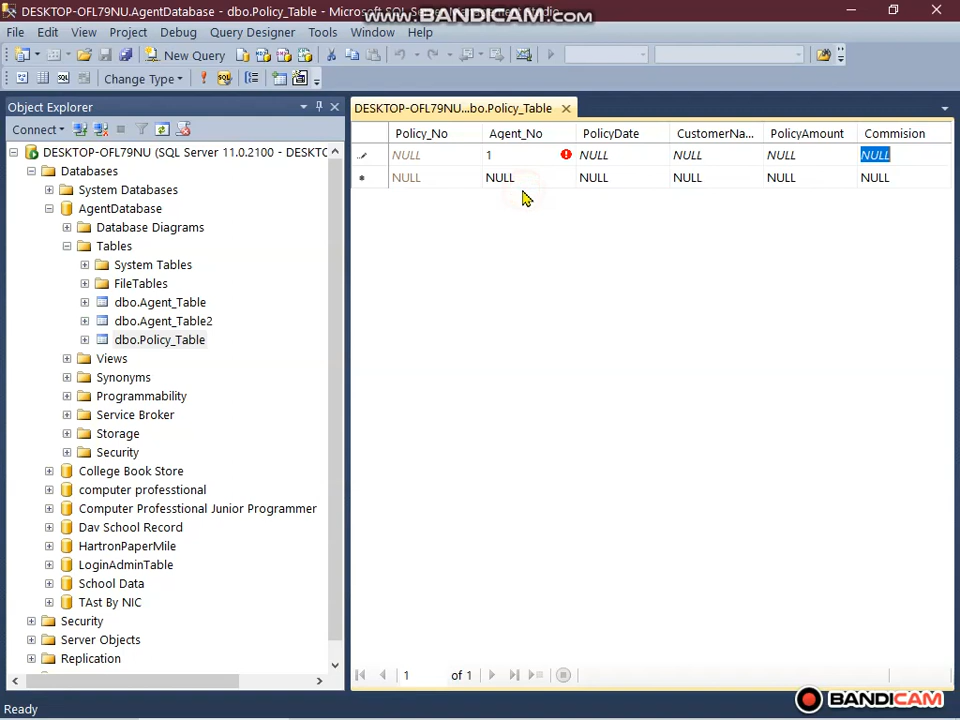 DESKTOP-OFL79NU.AgentDatabase - dbo.Policy_Table - Microsoft SQL Server
www.BANDICAM.com
File Edit View Project Debug Query Designer Tools Window Help
New Query
Change Type
Object Explorer
Connect
DESKTOP-OFL79NU (SQL Server 11.0.2100 - DESKTC
Databases
System Databases
AgentDatabase
Database Diagrams
Tables
System Tables
FileTables
dbo.Agent_Table
dbo.Agent_Table2
dbo.Policy_Table
Views
Synonyms
Programmability
Service Broker
Storage
Security
College Book Store
computer professtional
Computer Professtional Junior Programmer
Dav School Record
HartronPaperMile
LoginAdminTable
School Data
TAst By NIC
Security
Server Objects
Replication
DESKTOP-OFL79NU...bo.Policy_Table
Policy_No Agent_No PolicyDate CustomerNa... PolicyAmount Commision
NULL 1 NULL NULL NULL NULL
NULL NULL NULL NULL NULL NULL
1 of 1
Ready
BANDICAM